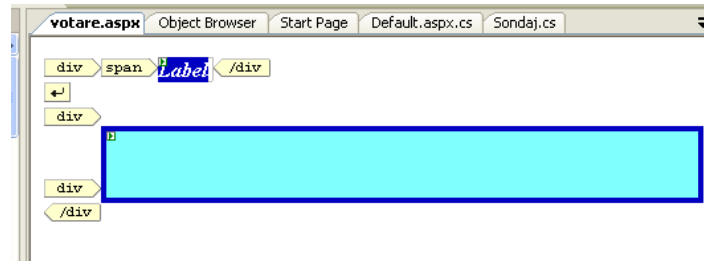 votare.aspx Object Browser Start Page Default.aspx.cs Sondaj.cs
div span Label /div
div
div
/div